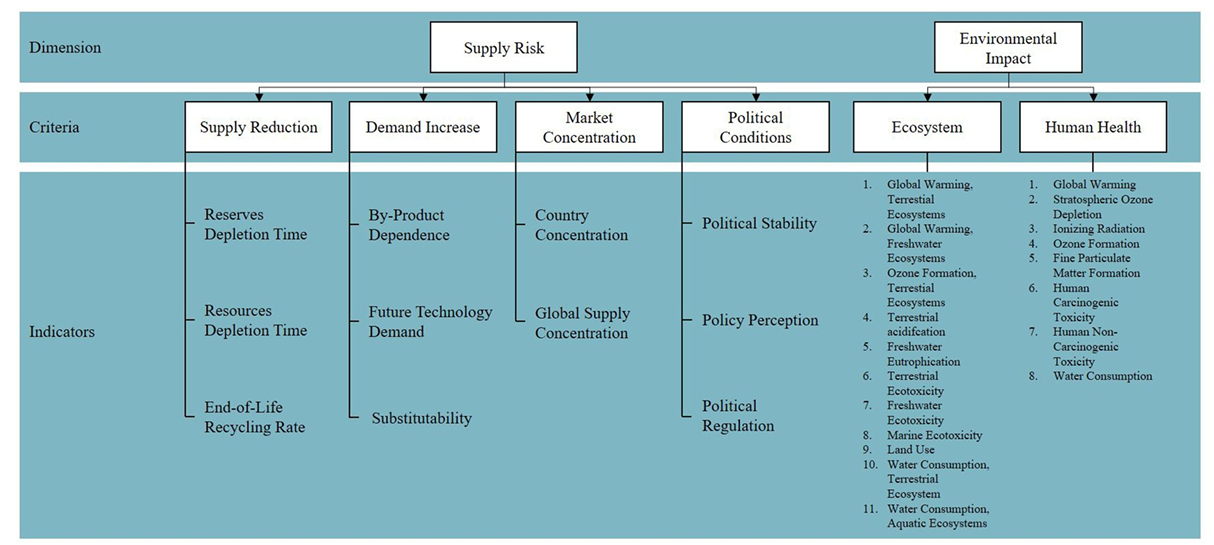 Dimension
Supply Risk
Environmental
Impact
Criteria
Supply Reduction
Demand Increase
Market
Concentration
Political
Conditions
Ecosystem
Human Health
Indicators
Reserves
Depletion Time
Resources
Depletion Time
End-of-Life
Recycling Rate
By-Product
Dependence
Future Technology
Demand
Substitutability
Country
Concentration
Global Supply
Concentration
Political Stability
Policy Perception
Political
Regulation
1. Global Warming,
Terrestial
Ecosystems
2. Global Warming,
Freshwater
Ecosystems
3. Ozone Formation,
Terrestial
Ecosystems
4. Terrestrial
acidifcation
5. Freshwater
Eutrophication
6. Terrestrial
Ecotoxicity
7. Freshwater
Ecotoxicity
8. Marine Ecotoxicity
9. Land Use
10. Water Consumption,
Terrestrial
Ecosystem
11. Water Consumption,
Aquatic Ecosystems
1. Global Warming
2. Stratospheric Ozone
Depletion
3. Ionizing Radiation
4. Ozone Formation
5. Fine Particulate
Matter Formation
6. Human
Carcinogenic
Toxicity
7. Human Non-
Carcinogenic
Toxicity
8. Water Consumption